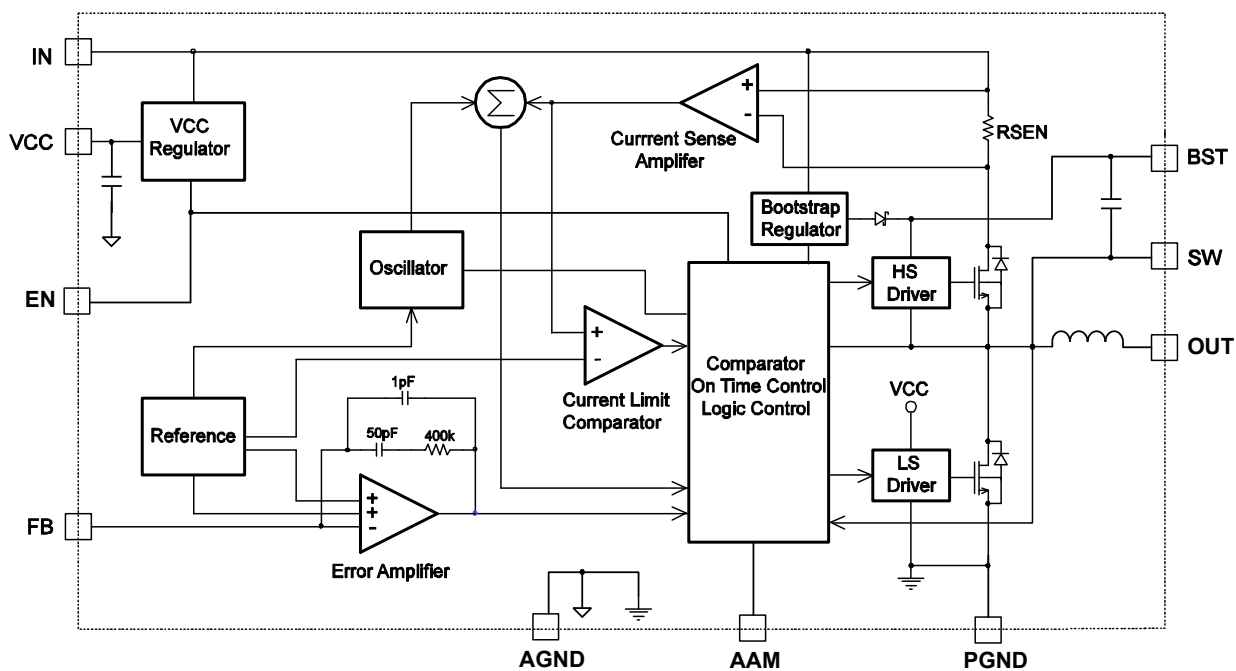 IN
VCC
VCC
Regulator
Σ
+
-
Currrent Sense
Amplifer
RSEN
BST
Bootstrap
Regulator
SW
EN
Oscillator
HS
Driver
+
-
Current Limit
Comparator
Comparator
On Time Control
Logic Control
OUT
VCC
1pF
50pF
400k
Reference
LS
Driver
FB
+
+
-
Error Amplifier
AGND
AAM
PGND